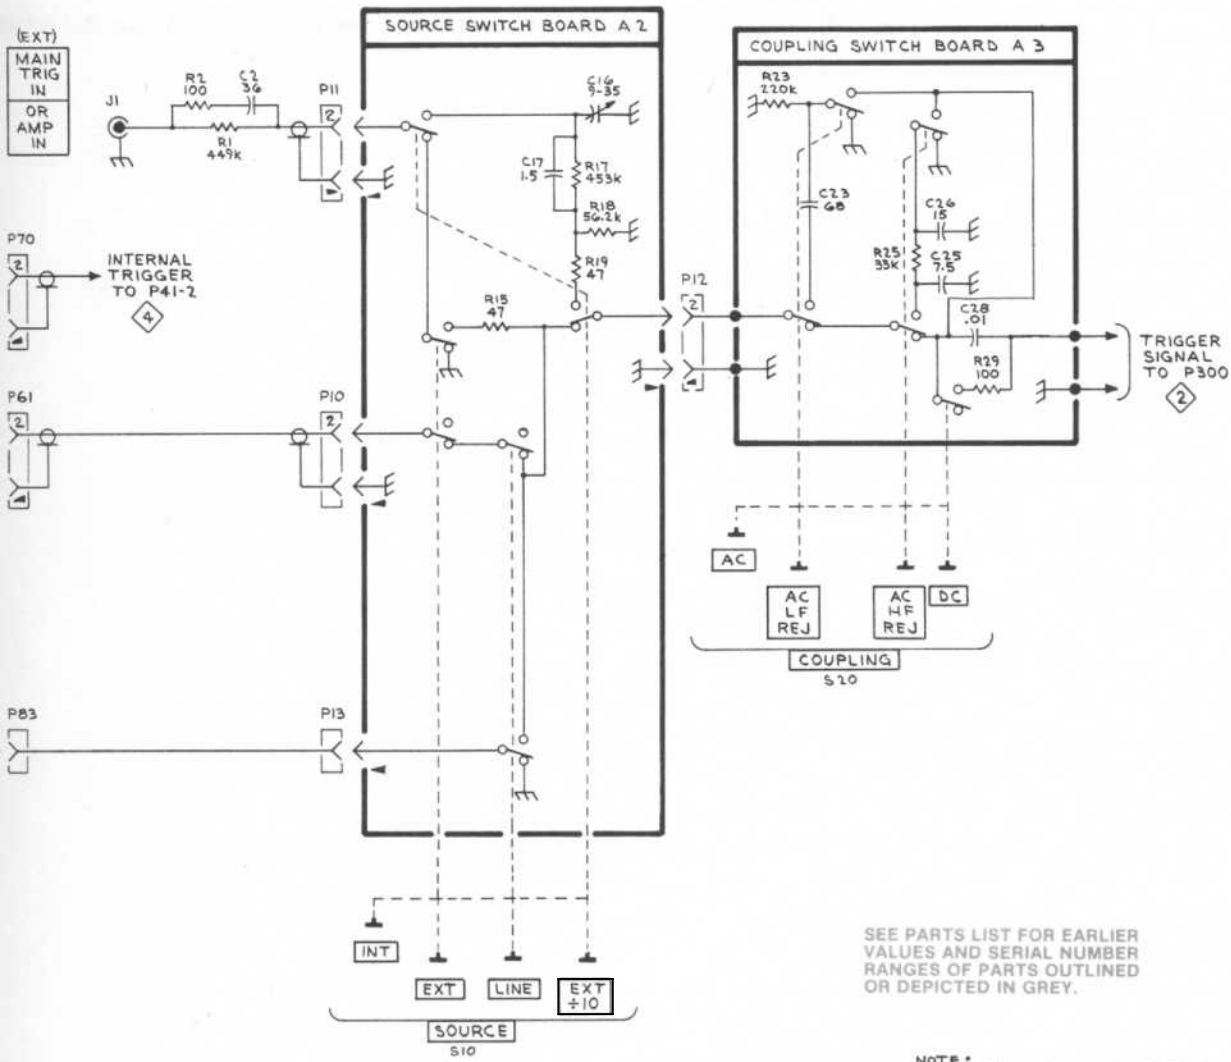 (EXT)
MAIN
TRIG
IN
OR
AMP
IN
J1
R2
100
C2
36
R1
449K
P11
2
SOURCE SWITCH BOARD A2
C16
9-35
C17
1.5
R17
453K
R18
56.2k
R19
47
R15
47
P70
2
INTERNAL
TRIGGER
TO P41-2
4
P61
2
P10
2
P83
P13
P12
2
COUPLING SWITCH BOARD A3
R23
220k
C23
68
C26
15
R25
33K
C25
7.5
C28
.01
R29
100
TRIGGER
SIGNAL
TO P300
2
AC
AC
LF
REJ
AC
HF
REJ
DC
COUPLING
S20
INT
EXT
LINE
EXT
÷10
SOURCE
S10
SEE PARTS LIST FOR EARLIER
VALUES AND SERIAL NUMBER
RANGES OF PARTS OUTLINED
OR DEPICTED IN GREY.
NOTE: